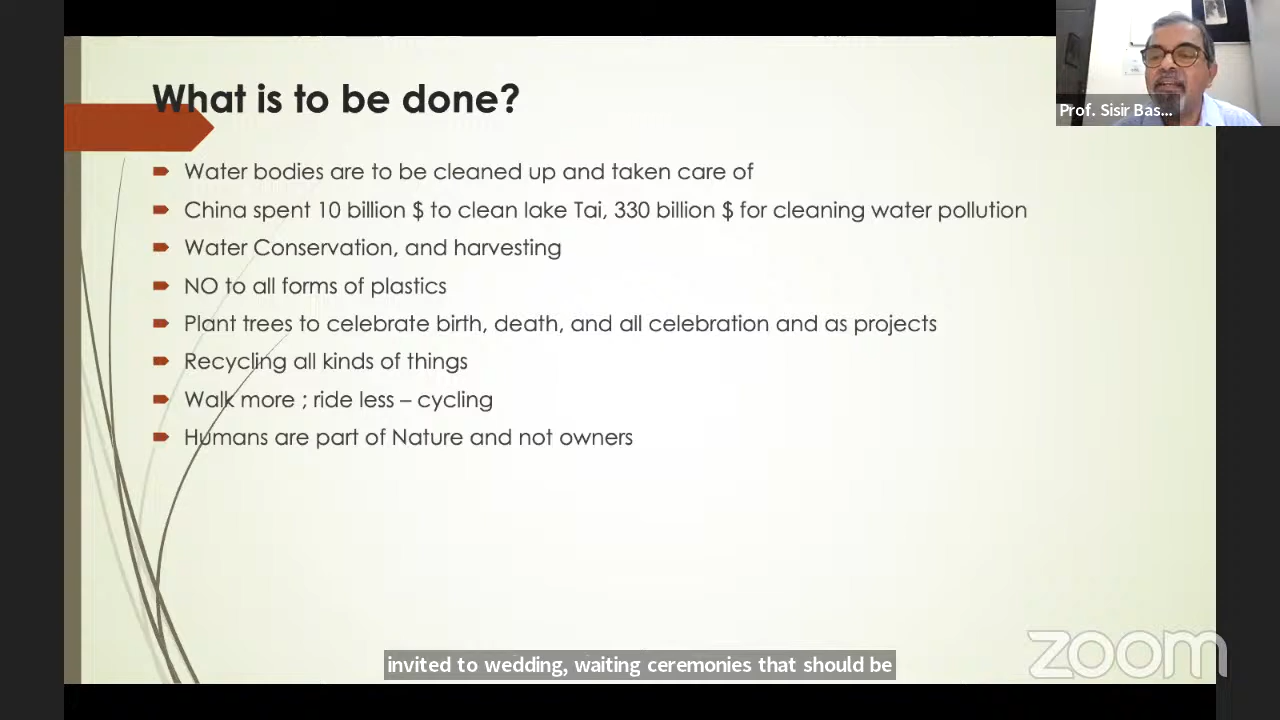 What is to be done?
Prof. Sisir Bas...
Water bodies are to be cleaned up and taken care of
China spent 10 billion $ to clean lake Tai, 330 billion $ for cleaning water pollution
Water Conservation, and harvesting
NO to all forms of plastics
Plant trees to celebrate birth, death, and all celebration and as projects
Recycling all kinds of things
Walk more ; ride less – cycling
Humans are part of Nature and not owners
invited to wedding, waiting ceremonies that should be
zoom